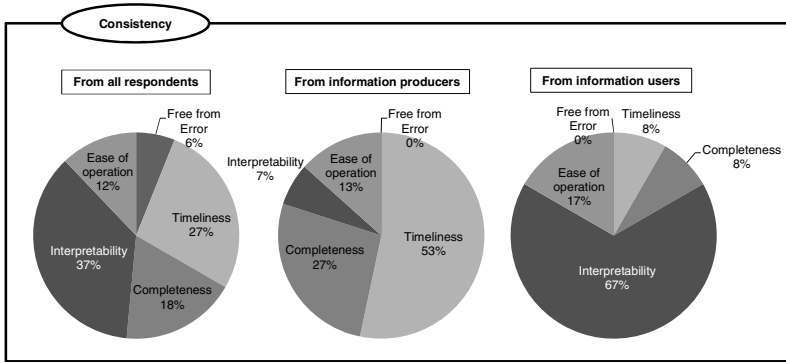 Consistency
From all respondents
From information producers
From information users
Free from
Error
6%
Timeliness
27%
Completeness
18%
Interpretability
37%
Ease of
operation
12%
Free from
Error
0%
Timeliness
53%
Completeness
27%
Interpretability
7%
Ease of
operation
13%
Free from
Error
0%
Timeliness
8%
Completeness
8%
Interpretability
67%
Ease of
operation
17%